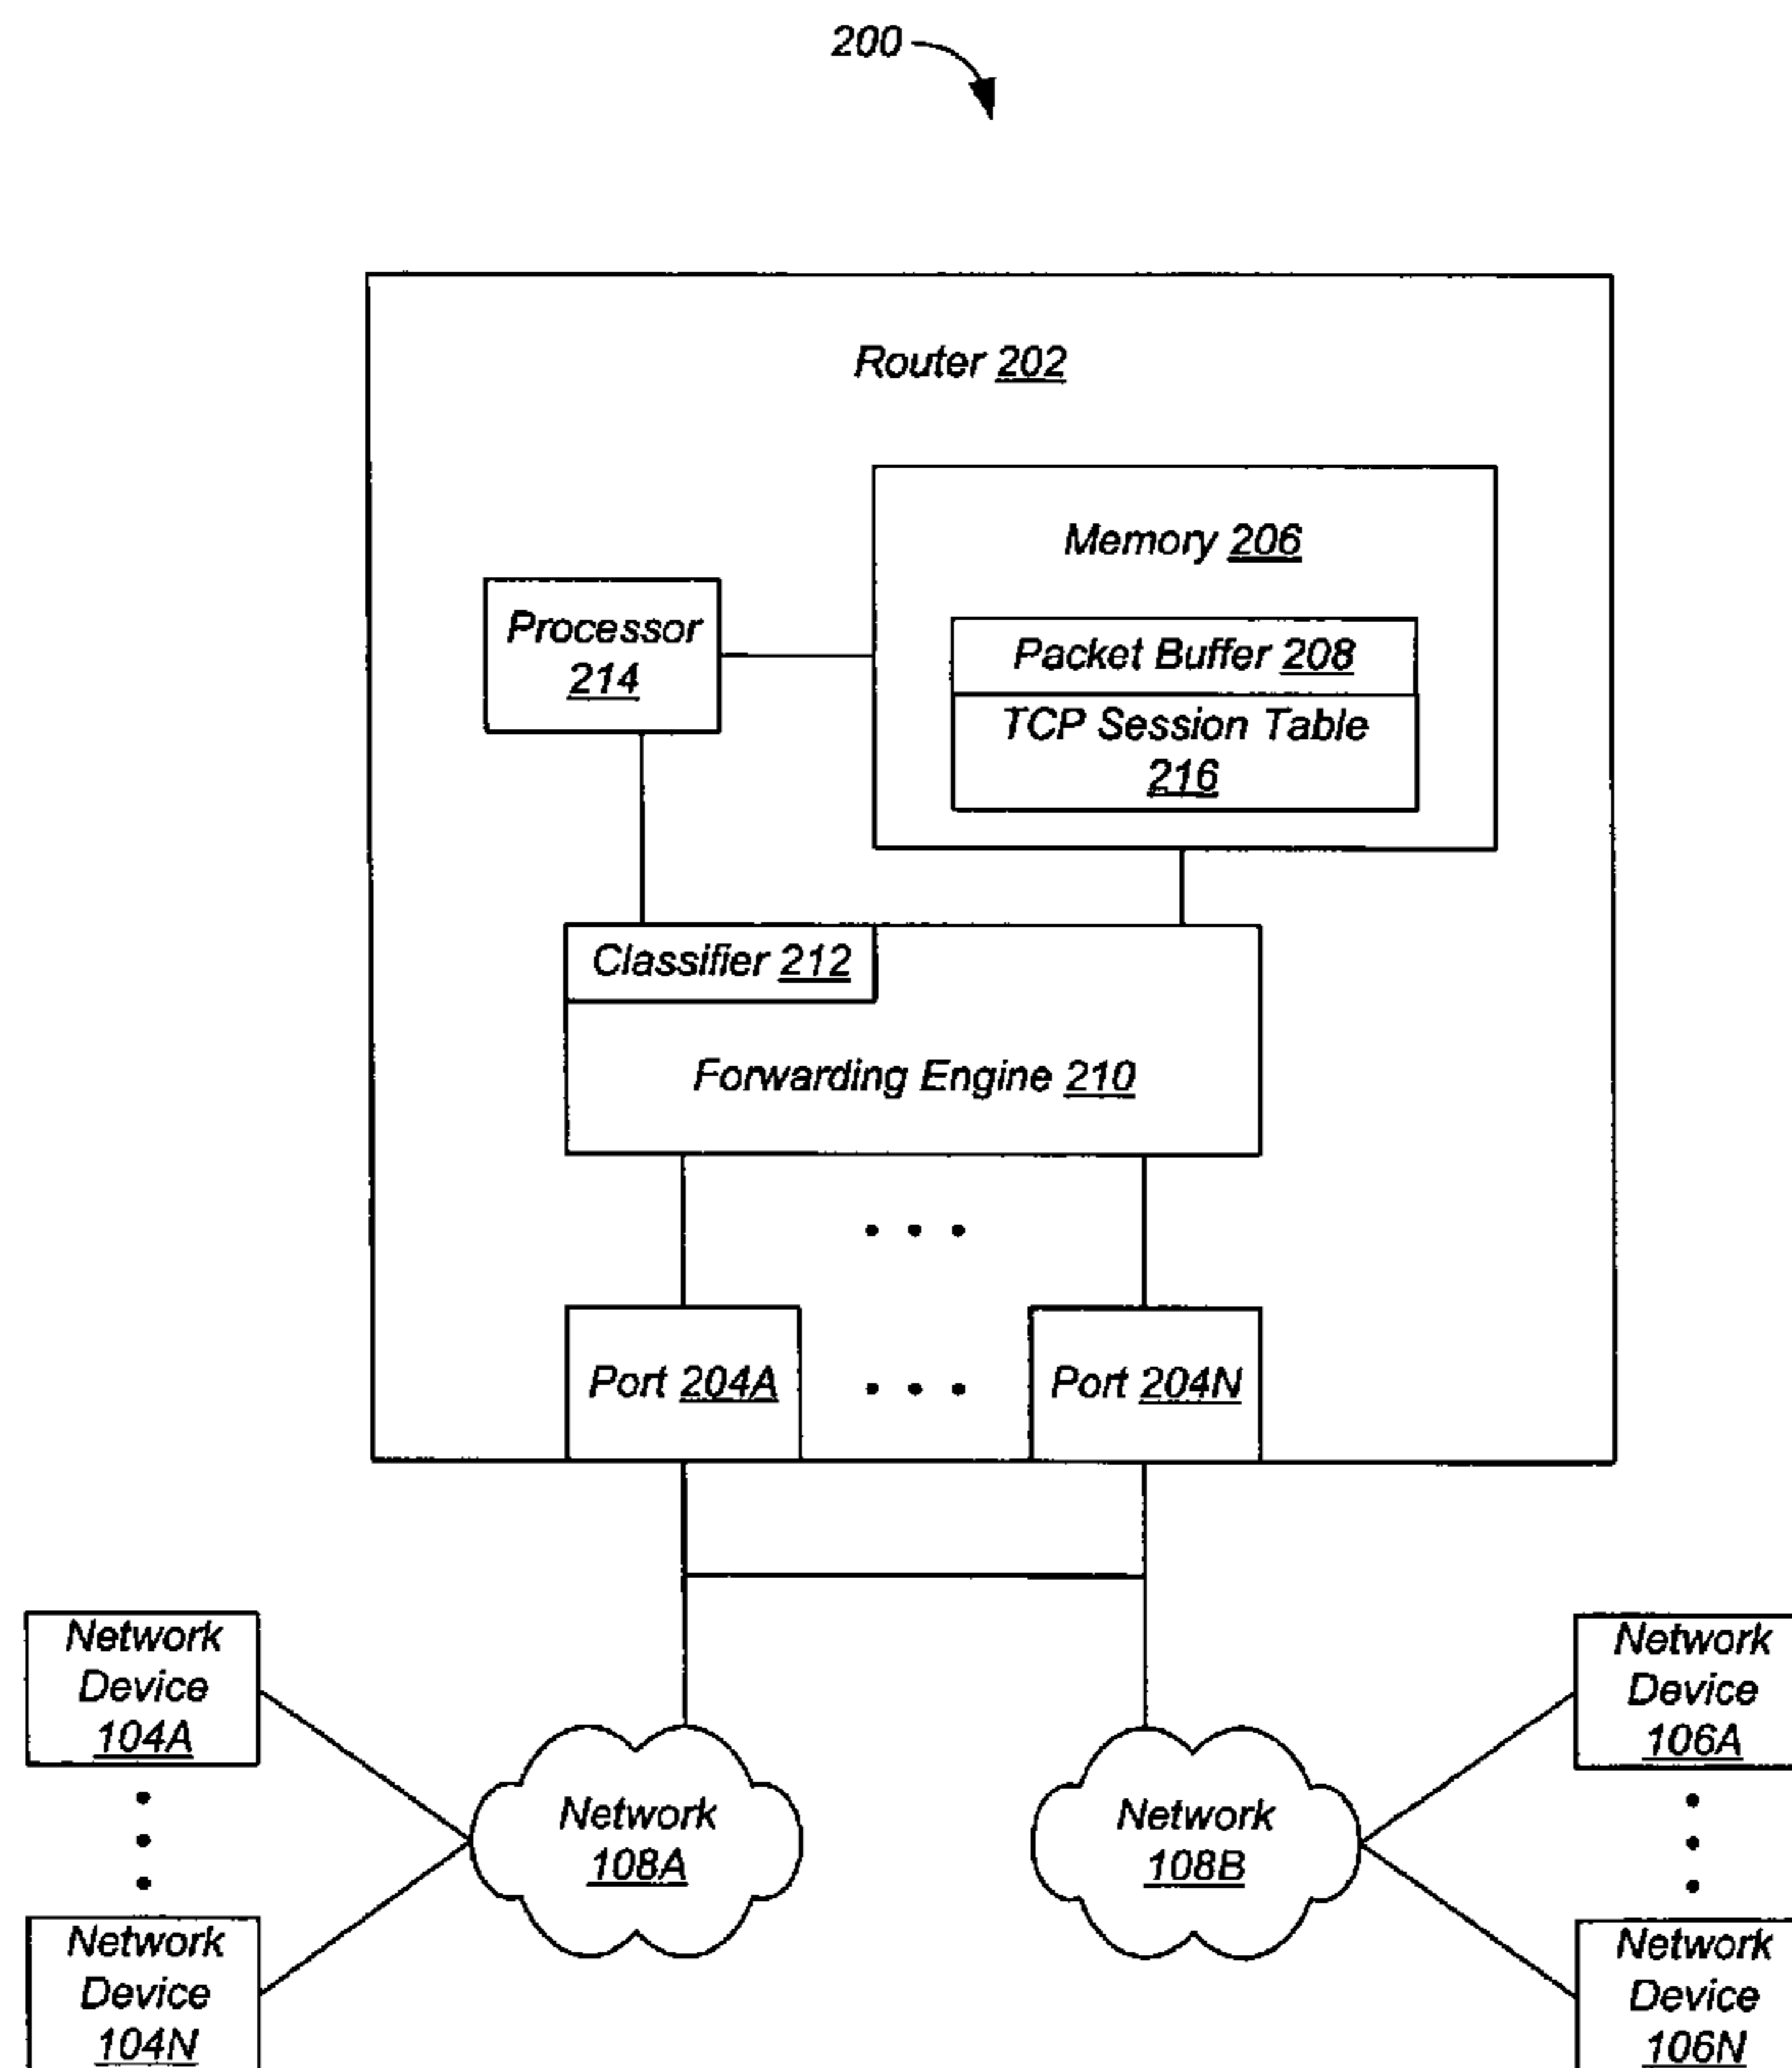 200
Router 202
Memory 206
Processor
214
Packet Buffer 208
TCP Session Table
216
Classifier 212
Forwarding Engine 210
Port 204A
Port 204N
Network
Device
104A
Network
Device
106A
Network
108A
Network
108B
Network
Device
104N
Network
Device
106N